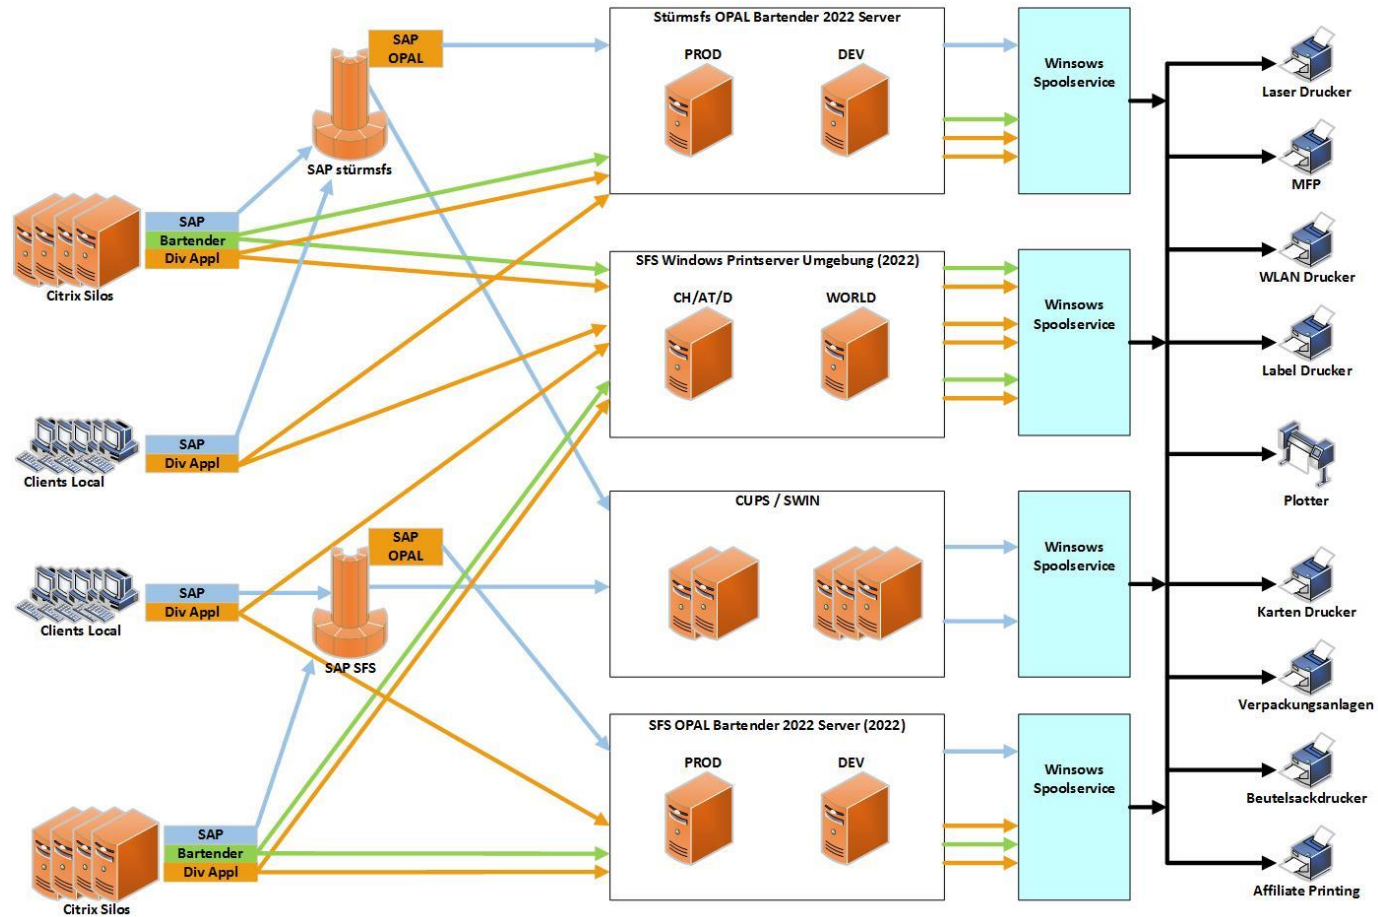 Stürmsfs OPAL Bartender 2022 Server
SAP
OPAL
PROD
DEV
Winsows
Spoolservice
Laser Drucker
SAP stürmsfs
MFP
SAP
Bartender
Div Appl
Citrix Silos
SFS Windows Printserver Umgebung (2022)
CH/AT/D
WORLD
Winsows
Spoolservice
WLAN Drucker
Label Drucker
SAP
Div Appl
Clients Local
Plotter
CUPS / SWIN
SAP
OPAL
Winsows
Spoolservice
SAP
Div Appl
Clients Local
Karten Drucker
SAP SFS
Verpackungsanlagen
SFS OPAL Bartender 2022 Server (2022)
PROD
DEV
Winsows
Spoolservice
Beutelsackdrucker
SAP
Bartender
Div Appl
Citrix Silos
Affiliate Printing